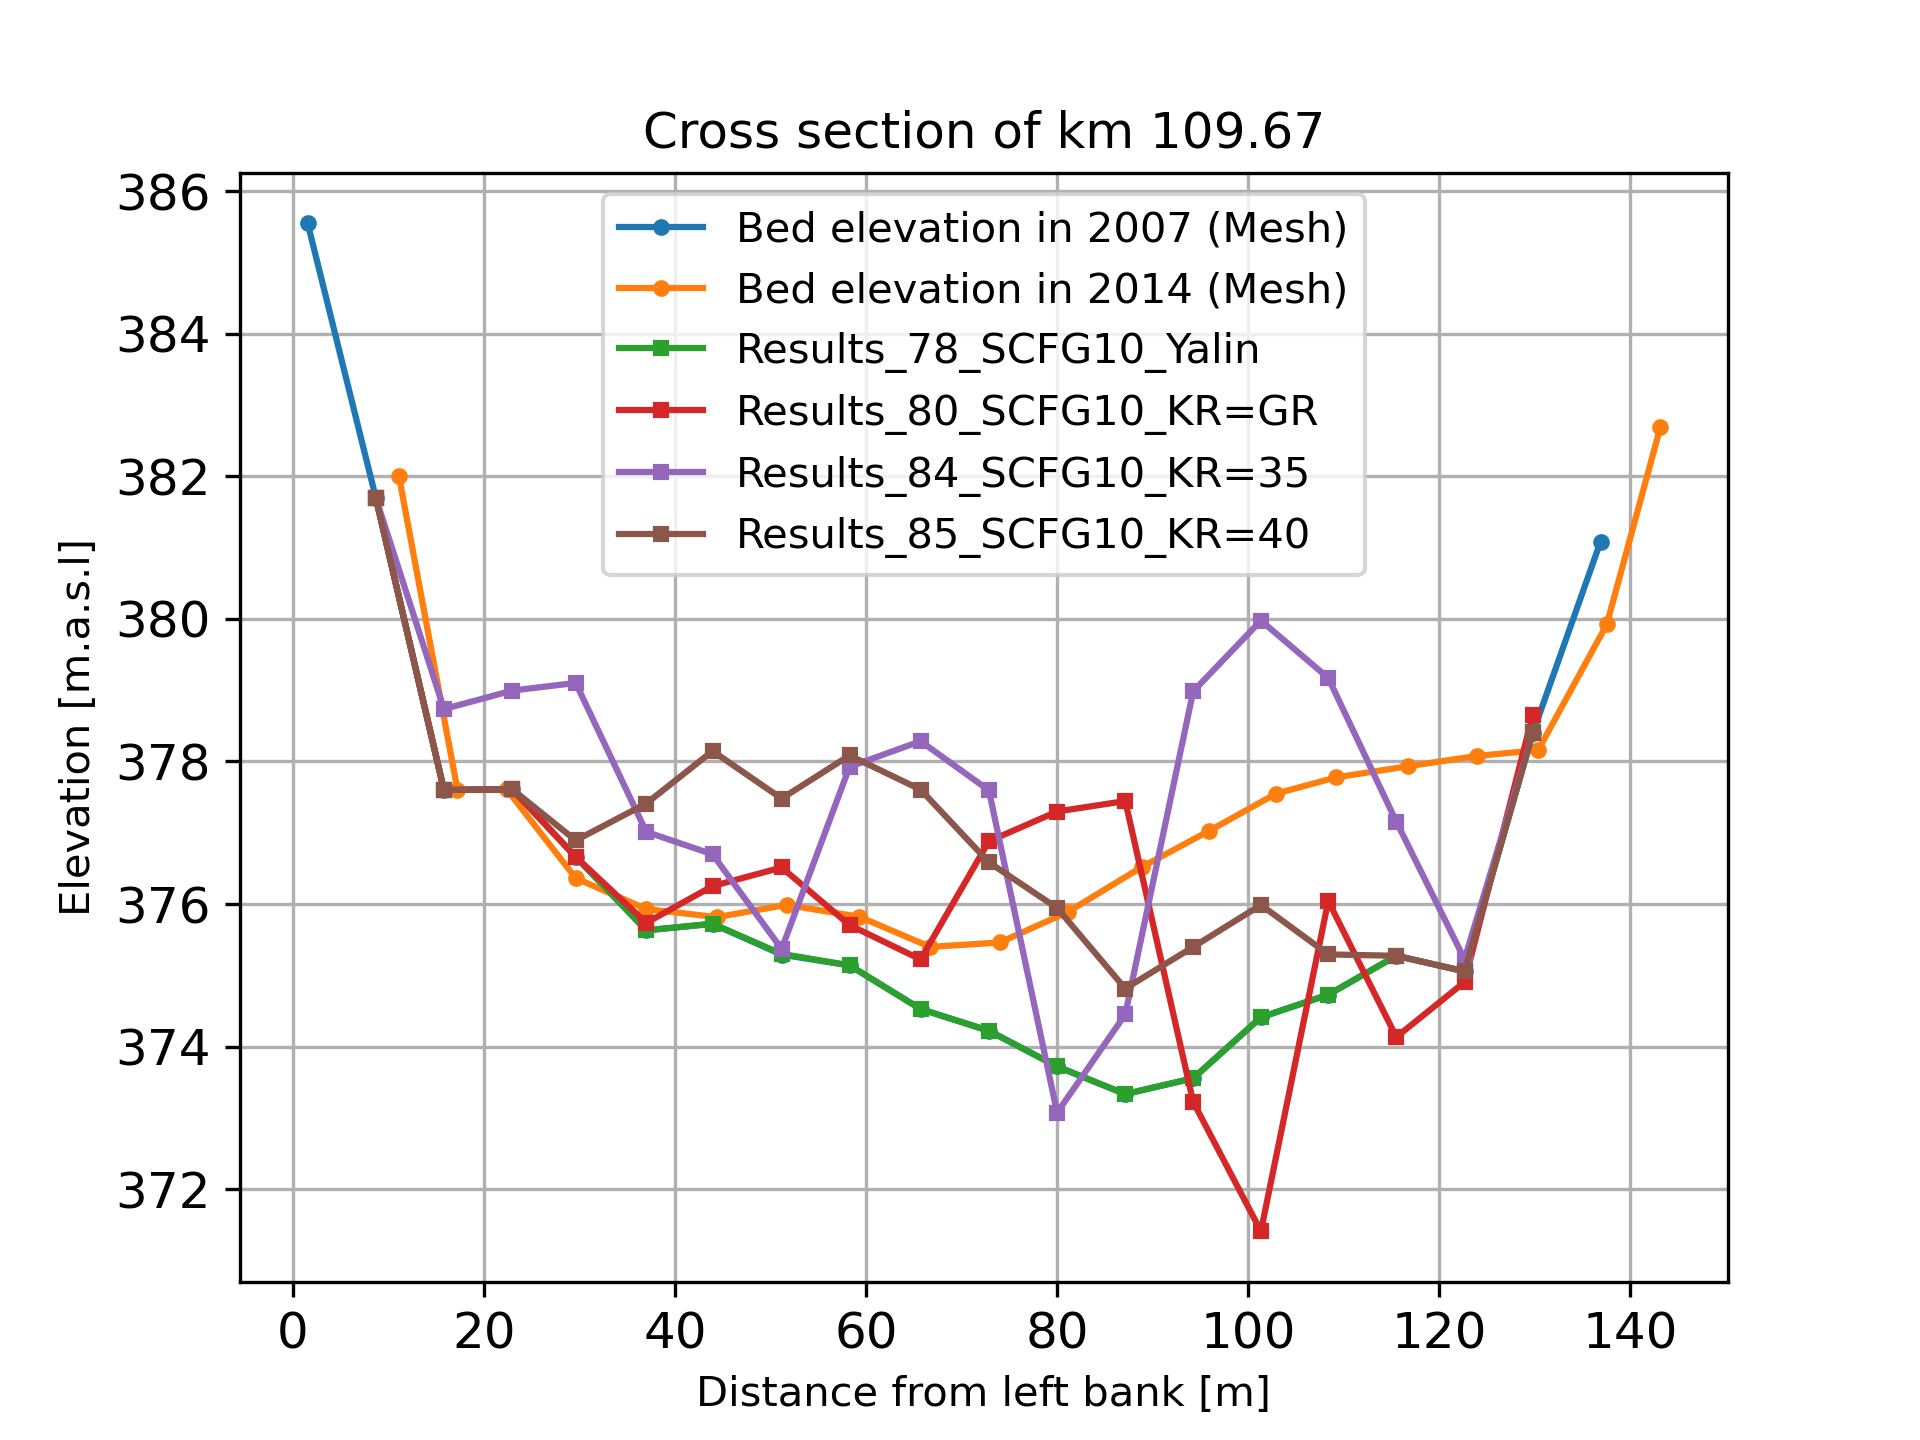 Cross section of km 109.67
386
384
382
380
378
376
374
372
Elevation [m.a.s.l]
Bed elevation in 2007 (Mesh)
Bed elevation in 2014 (Mesh)
Results_78_SCFG10_Yalin
Results_80_SCFG10_KR=GR
Results_84_SCFG10_KR=35
Results_85_SCFG10_KR=40
0 20 40 60 80 100 120 140
Distance from left bank [m]